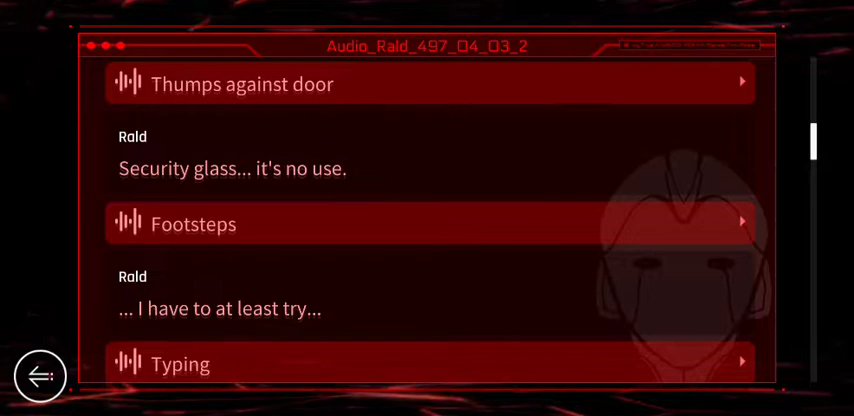 Audio_Rald_497_04_03_2
Thumps against door
Rald
Security glass... it's no use.
Footsteps
Rald
... I have to at least try...
Typing